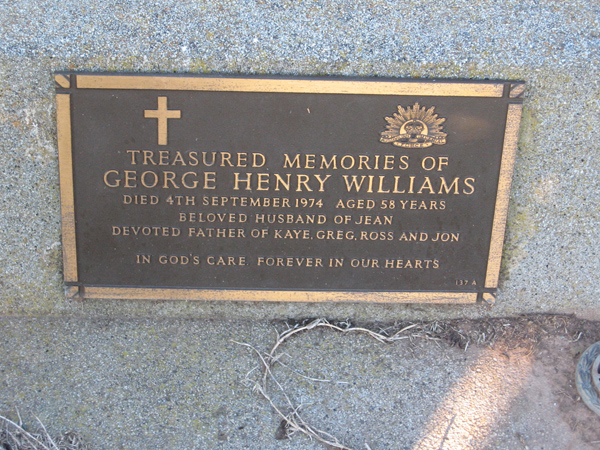 TREASURED MEMORIES OF
GEORGE HENRY WILLIAMS
DIED 4TH SEPTEMBER 1974 AGED 58 YEARS
BELOVED HUSBAND OF JEAN
DEVOTED FATHER OF KAYE, GREG, ROSS AND JON
IN GOD'S CARE. FOREVER IN OUR HEARTS
137 A